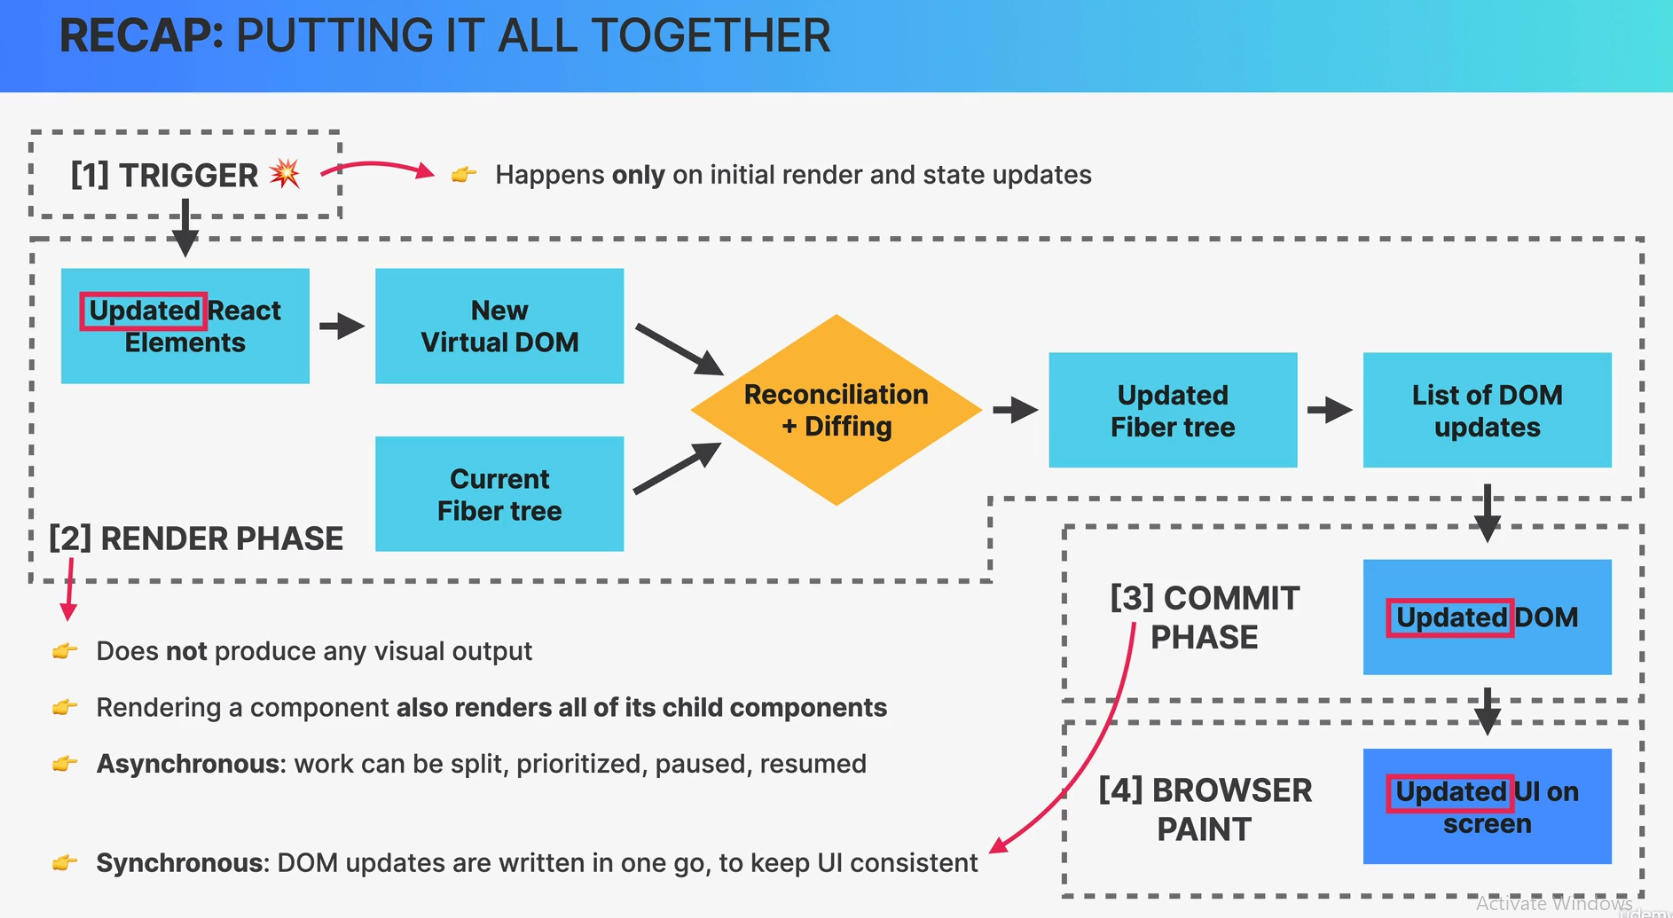 RECAP: PUTTING IT ALL TOGETHER
[1] TRIGGER 💥
👉 Happens only on initial render and state updates
Updated React
Elements
New
Virtual DOM
Current
Fiber tree
Reconciliation
+ Diffing
Updated
Fiber tree
List of DOM
updates
[2] RENDER PHASE
👉 Does not produce any visual output
👉 Rendering a component also renders all of its child components
👉 Asynchronous: work can be split, prioritized, paused, resumed
[3] COMMIT
PHASE
Updated DOM
👉 Synchronous: DOM updates are written in one go, to keep UI consistent
[4] BROWSER
PAINT
Updated UI on
screen
Activate Windows
Udemy